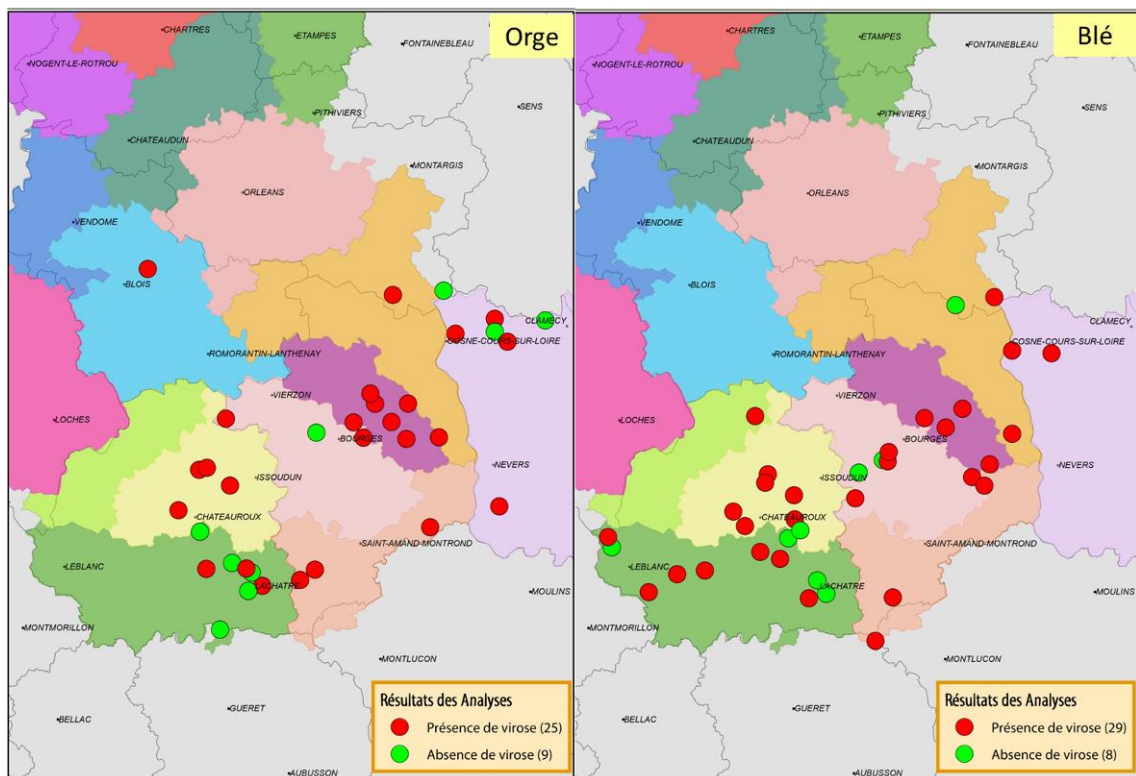 Orge
CHARTRES
ETAMPES
FONTAINEBLEAU
NOGENT-LE-ROTROU
SENS
PITHIVIERS
CHATEAUDUN
MONTARGIS
ORLEANS
VENDOME
BLOIS
CLAMECY
COSNE-COURS-SUR-LOIRE
ROMORANTIN-LANTHENAY
VIERZON
LOCHES
BOURGES
NEVERS
ISSOUDUN
CHATEAUROUX
SAINT-AMAND-MONTROND
LEBLANC
LACHATRE
MOULINS
MONTMORILLON
MONTLUCON
GUERET
BELLAC
AUBUSSON
Résultats des Analyses
Présence de virose (25)
Absence de virose (9)
Blé
CHARTRES
ETAMPES
FONTAINEBLEAU
NOGENT-LE-ROTROU
SENS
PITHIVIERS
CHATEAUDUN
MONTARGIS
ORLEANS
VENDOME
BLOIS
CLAMECY
COSNE-COURS-SUR-LOIRE
ROMORANTIN-LANTHENAY
VIERZON
LOCHES
BOURGES
NEVERS
ISSOUDUN
CHATEAUROUX
SAINT-AMAND-MONTROND
LEBLANC
LACHATRE
MOULINS
MONTMORILLON
MONTLUCON
GUERET
BELLAC
AUBUSSON
Résultats des Analyses
Présence de virose (29)
Absence de virose (8)